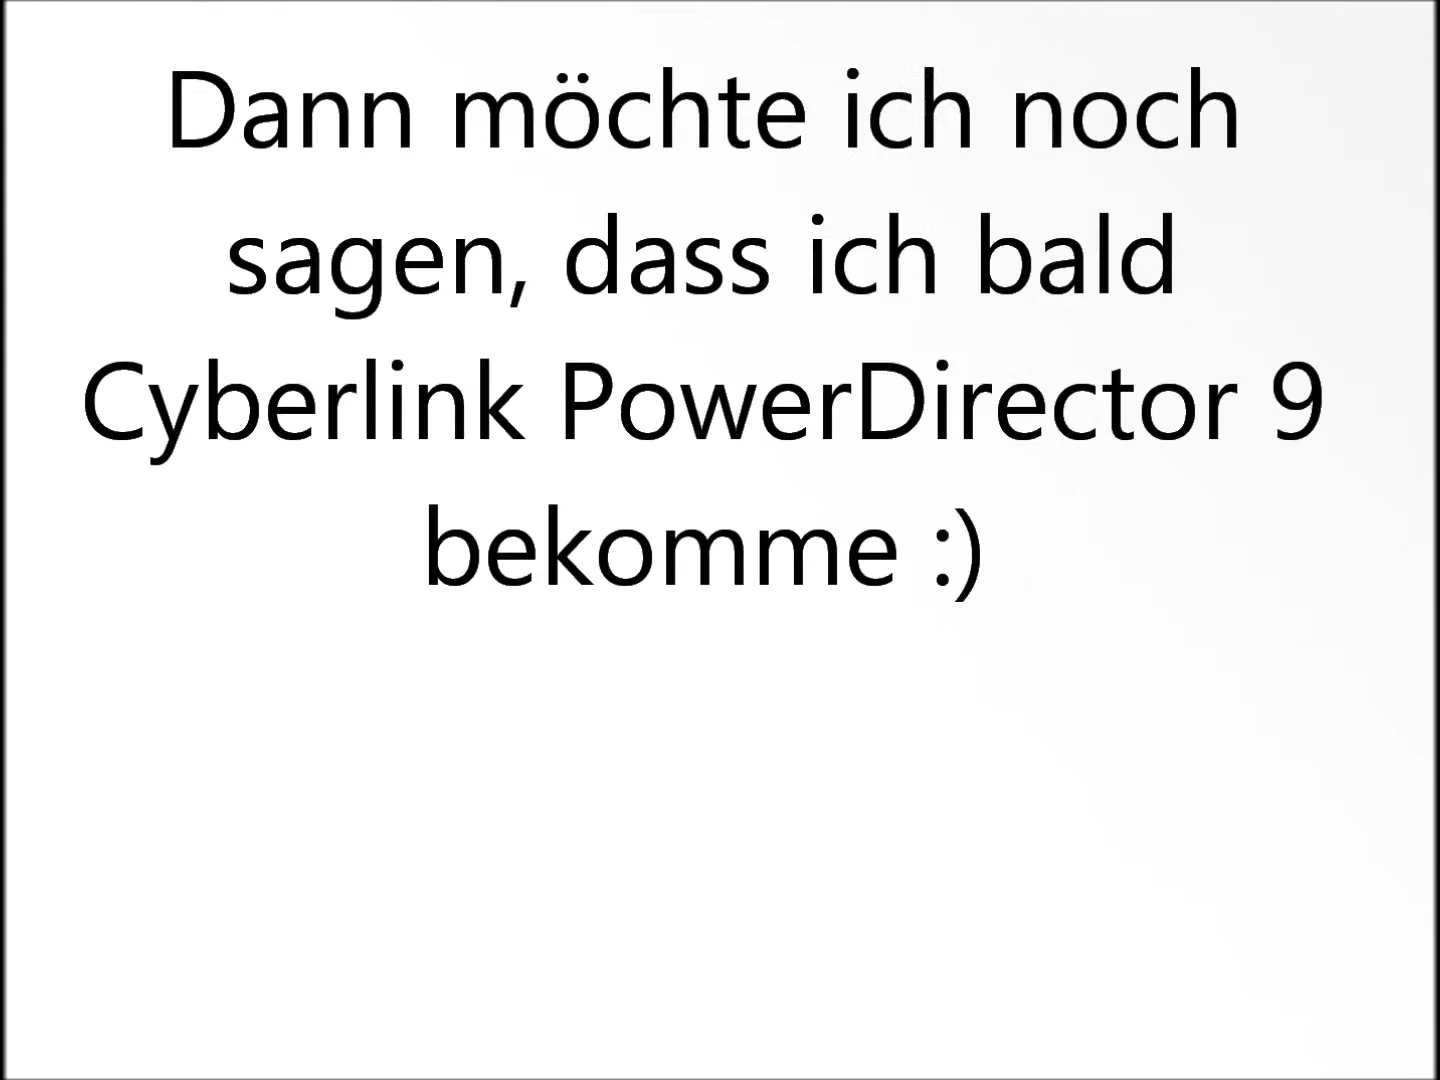 Dann möchte ich noch
sagen, dass ich bald
Cyberlink PowerDirector 9
bekomme :)